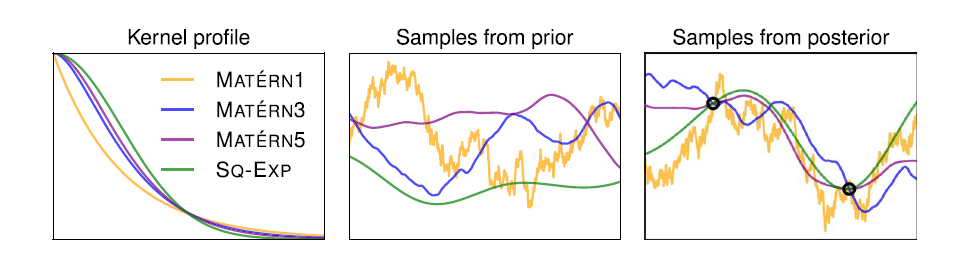 Kernel profile
Samples from prior
Samples from posterior
MATÉRN1
MATÉRN3
MATÉRN5
SQ-EXP